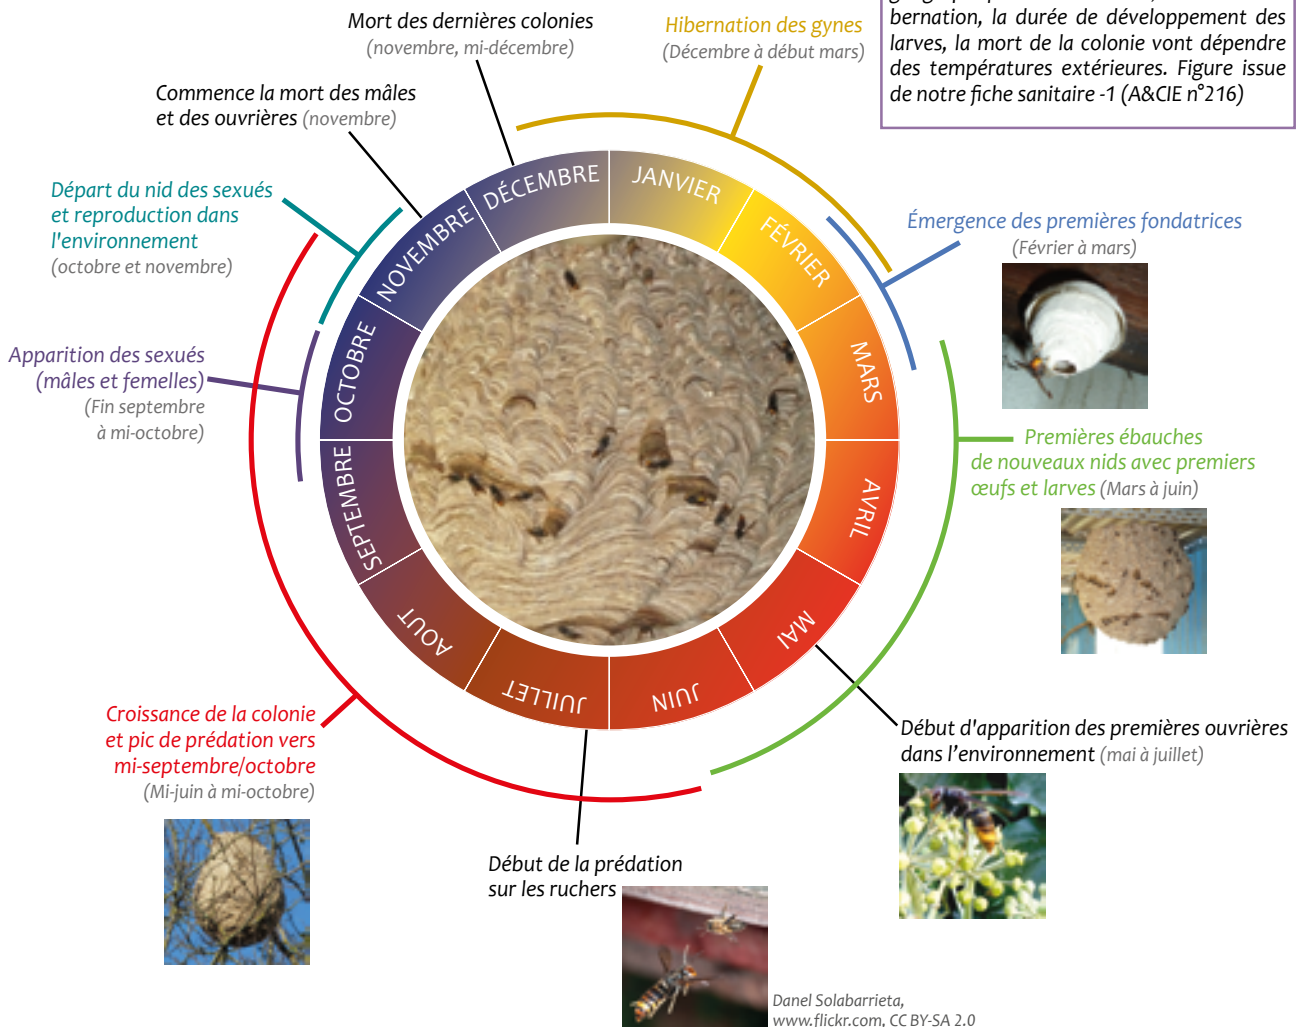 bernation, la durée de développement des
larves, la mort de la colonie vont dépendre
des températures extérieures. Figure issue
de notre fiche sanitaire -1 (A&CIE n°216)
Mort des dernières colonies
(novembre, mi-décembre)
Hibernation des gynes
(Décembre à début mars)
Commence la mort des mâles
et des ouvrières (novembre)
Départ du nid des sexués
et reproduction dans
l'environnement
(octobre et novembre)
Émergence des premières fondatrices
(Février à mars)
Apparition des sexués
(mâles et femelles)
(Fin septembre
à mi-octobre)
Premières ébauches
de nouveaux nids avec premiers
œufs et larves (Mars à juin)
JANVIER
FÉVRIER
MARS
AVRIL
MAI
JUIN
JUILLET
AOUT
SEPTEMBRE
OCTOBRE
NOVEMBRE
DÉCEMBRE
Croissance de la colonie
et pic de prédation vers
mi-septembre/octobre
(Mi-juin à mi-octobre)
Début d'apparition des premières ouvrières
dans l’environnement (mai à juillet)
Début de la prédation
sur les ruchers
Danel Solabarrieta,
www.flickr.com, CC BY-SA 2.0